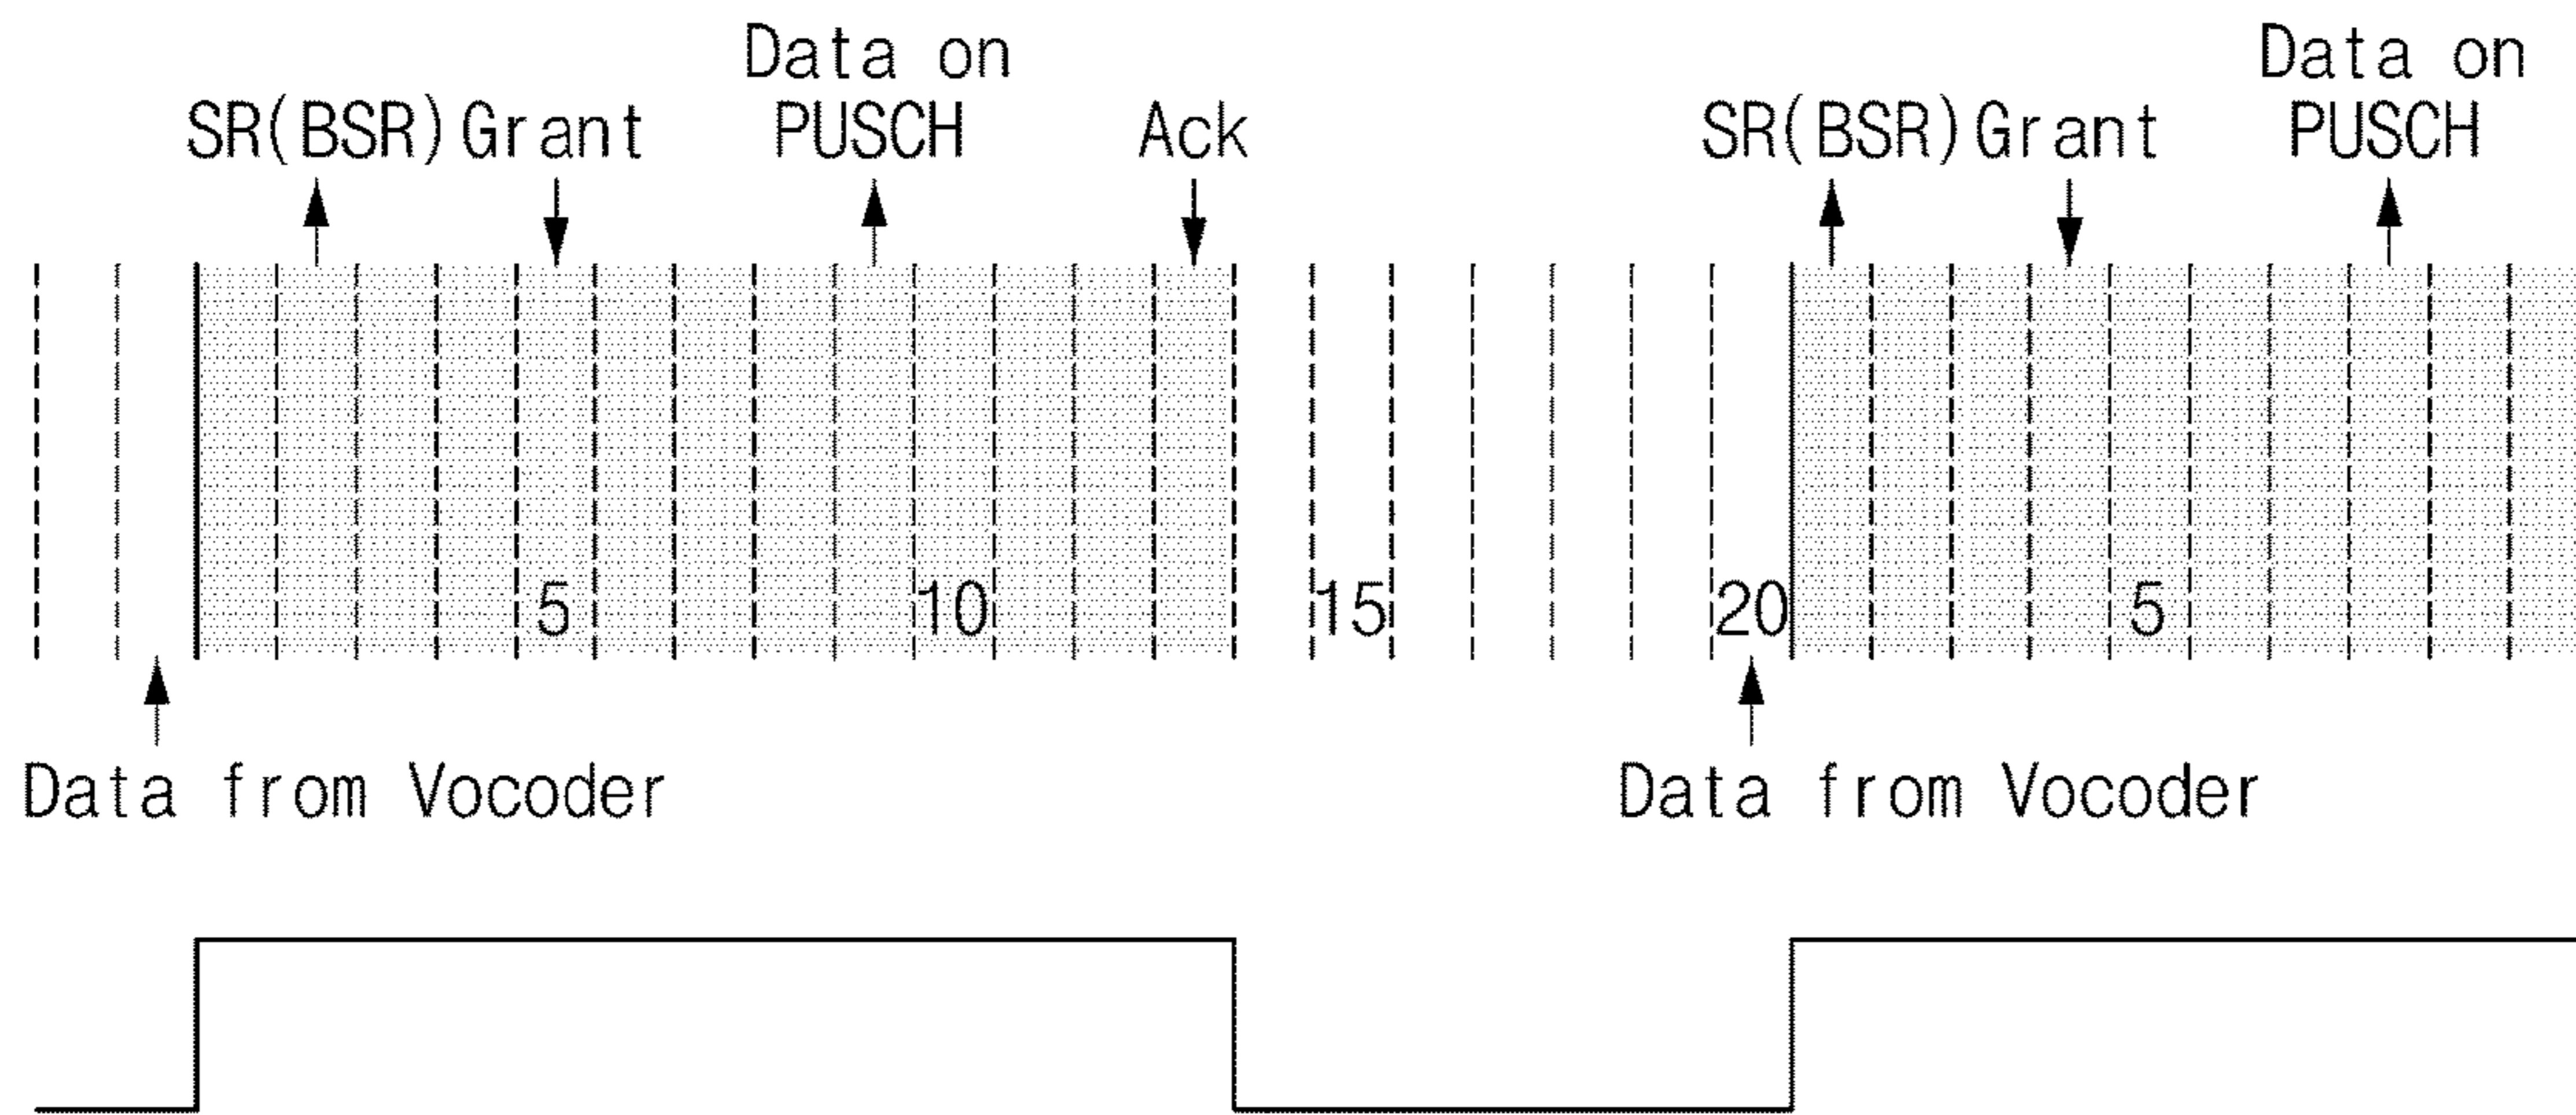 Data on
PUSCH
SR(BSR) Grant
Ack
Data on
PUSCH
SR(BSR) Grant
5
10
15
20
5
Data from Vocoder
Data from Vocoder